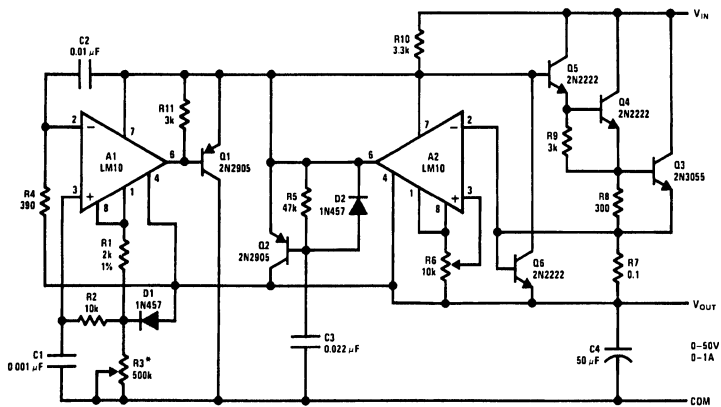 V_IN
R10
3.3k
C2
0.01 μF
Q5
2N2222
Q4
2N2222
R11
3k
2
7
A1
LM10
6
3
8
1
4
Q1
2N2905
R9
3k
Q3
2N3055
6
A2
LM10
7
2
4
1
8
3
R4
390
R5
47k
D2
1N457
R8
300
R1
2k
1%
Q2
2N2905
R6
10k
Q6
2N2222
R7
0.1
R2
10k
D1
1N457
V_OUT
C1
0 001 μF
R3*
500k
C3
0.022 μF
C4
50 μF
0–50V
0–1A
COM